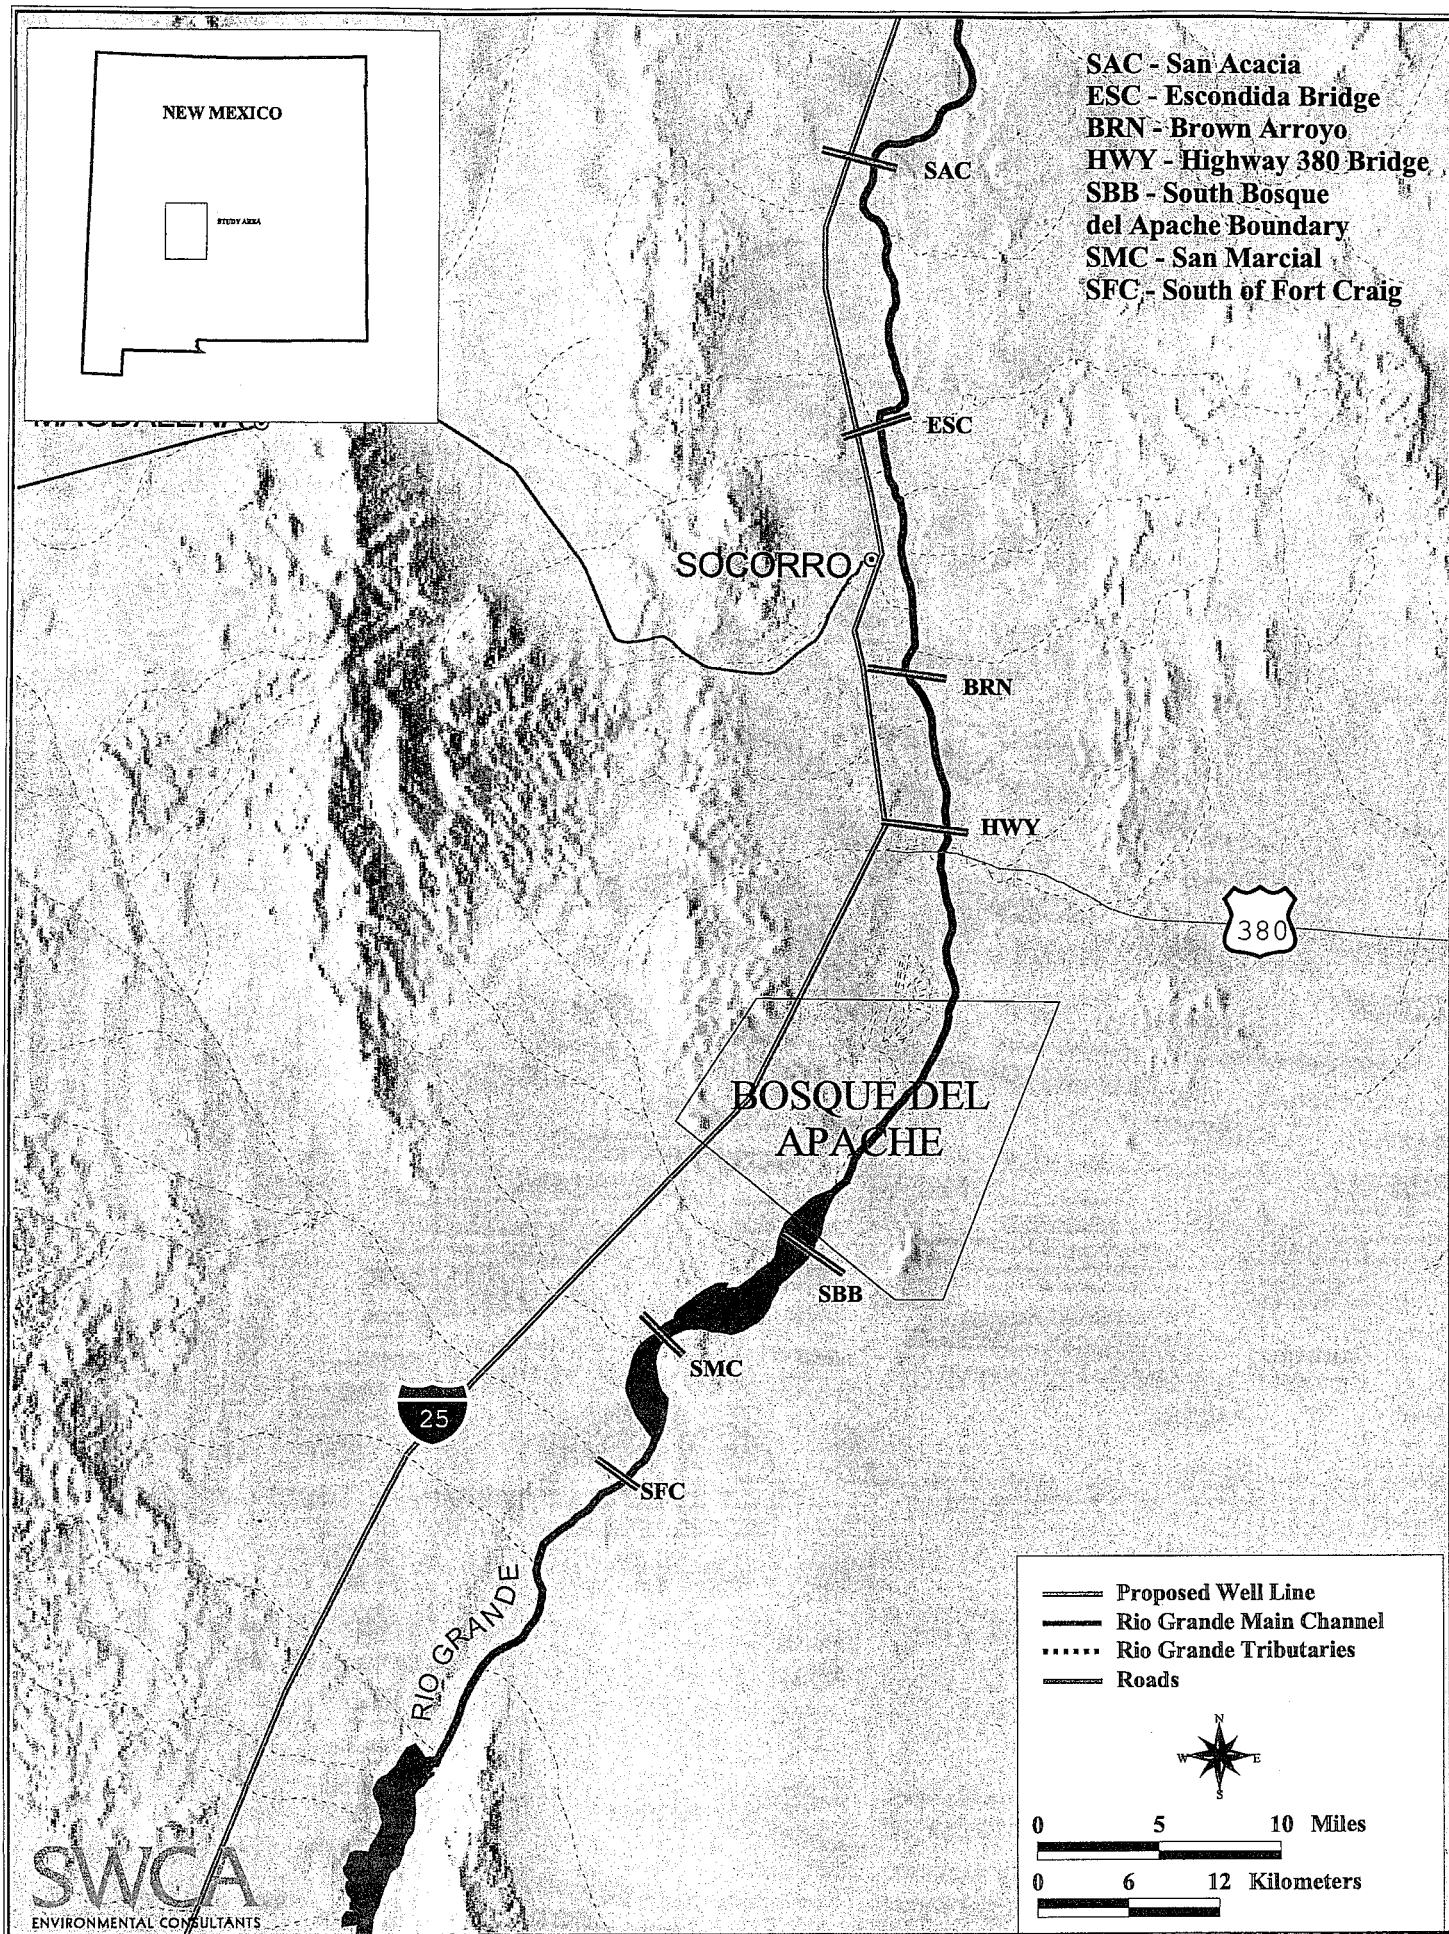 NEW MEXICO
STUDY AREA
SAC - San Acacia
ESC - Escondida Bridge
BRN - Brown Arroyo
HWY - Highway 380 Bridge
SBB - South Bosque
del Apache Boundary
SMC - San Marcial
SFC - South of Fort Craig
SAC
MAGDALENA
ESC
SOCORRO
BRN
HWY
380
BOSQUE DEL
APACHE
SBB
SMC
25
SFC
RIO GRANDE
Proposed Well Line
Rio Grande Main Channel
Rio Grande Tributaries
Roads
N
W E
S
0 5 10 Miles
0 6 12 Kilometers
SWCA
ENVIRONMENTAL CONSULTANTS